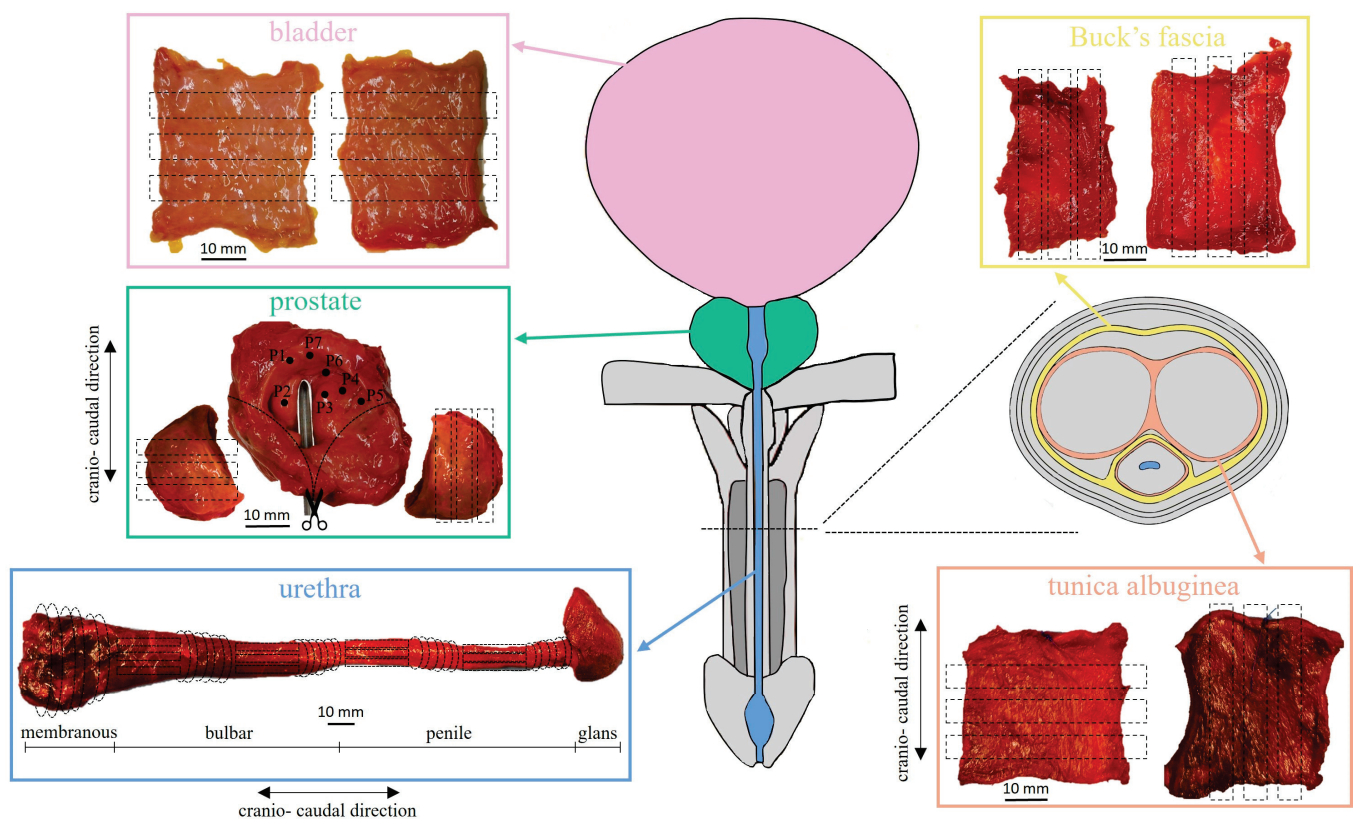 bladder
10 mm
Buck's fascia
10 mm
prostate
cranio- caudal direction
P1
P7
P6
P4
P2
P3
P5
10 mm
urethra
10 mm
membranous
bulbar
penile
glans
cranio- caudal direction
tunica albuginea
cranio- caudal direction
10 mm